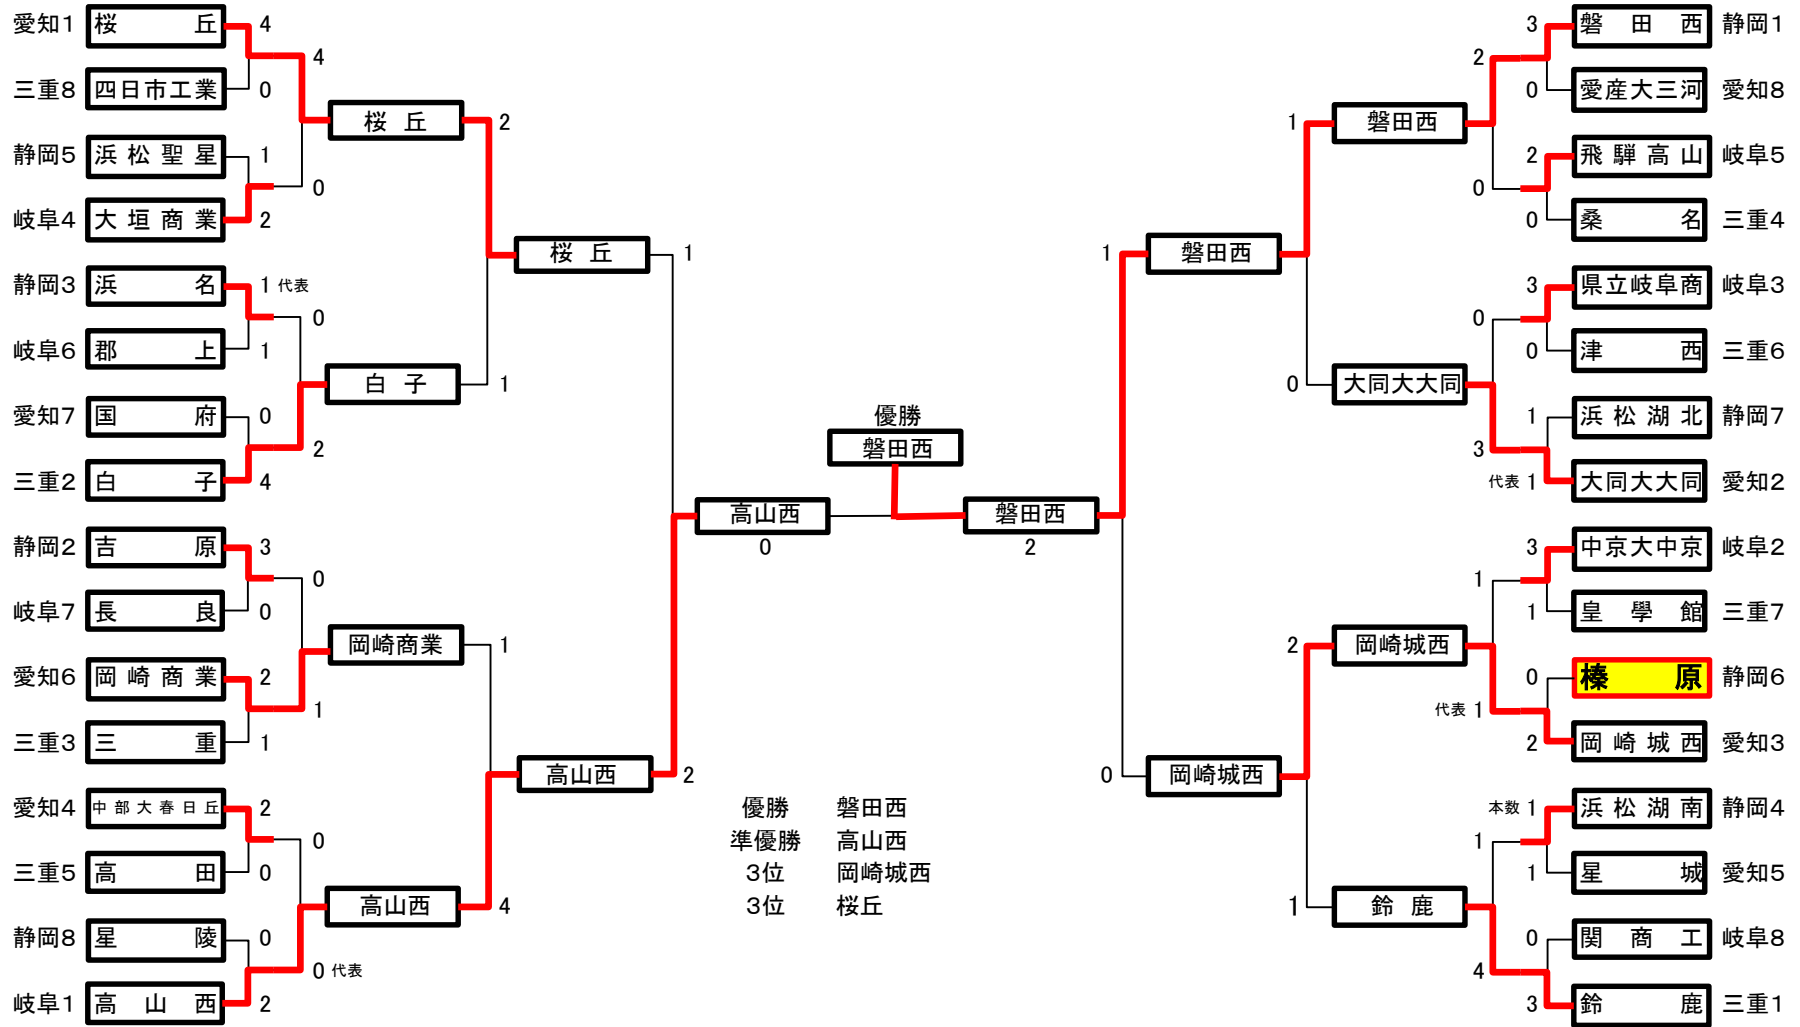 愛知1 桜丘 4
4
三重8 四日市工業 0
桜丘 2
静岡5 浜松聖星 1
0
岐阜4 大垣商業 2
桜丘 1
静岡3 浜名 1 代表
0
岐阜6 郡上 1
白子 1
愛知7 国府 0
2
三重2 白子 4
静岡2 吉原 3
0
岐阜7 長良 0
岡崎商業 1
愛知6 岡崎商業 2
1
三重3 三重 1
高山西 2
愛知4 中部大春日丘 2
0
三重5 高田 0
高山西 4
静岡8 星陵 0
0 代表
岐阜1 高山西 2
高山西
0
優勝
磐田西
磐田西
2
3 磐田西 静岡1
2
0 愛産大三河 愛知8
1 磐田西
2 飛騨高山 岐阜5
0
0 桑名 三重4
1 磐田西
3 県立岐阜商 岐阜3
0
0 津西 三重6
0 大同大大同
1 浜松湖北 静岡7
3
代表 1 大同大大同 愛知2
3 中京大中京 岐阜2
1
1 皇學館 三重7
2 岡崎城西
0 榛原 静岡6
代表 1
2 岡崎城西 愛知3
0 岡崎城西
本数 1 浜松湖南 静岡4
1
1 星城 愛知5
1 鈴鹿
0 関商工 岐阜8
4
3 鈴鹿 三重1
優勝 磐田西
準優勝 高山西
3位 岡崎城西
3位 桜丘